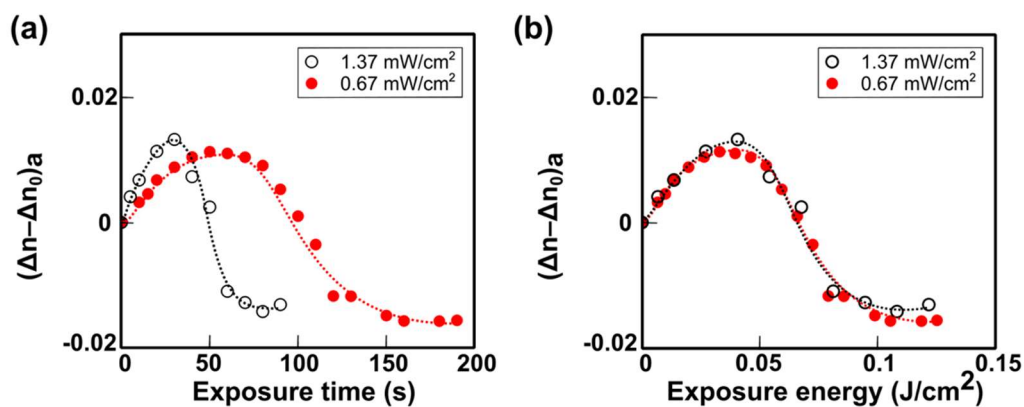 (a)
1.37 mW/cm²
0.67 mW/cm²
0.02
0
-0.02
(Δn−Δn₀)a
0 50 100 150 200
Exposure time (s)
(b)
1.37 mW/cm²
0.67 mW/cm²
0.02
0
-0.02
(Δn−Δn₀)a
0 0.05 0.1 0.15
Exposure energy (J/cm²)